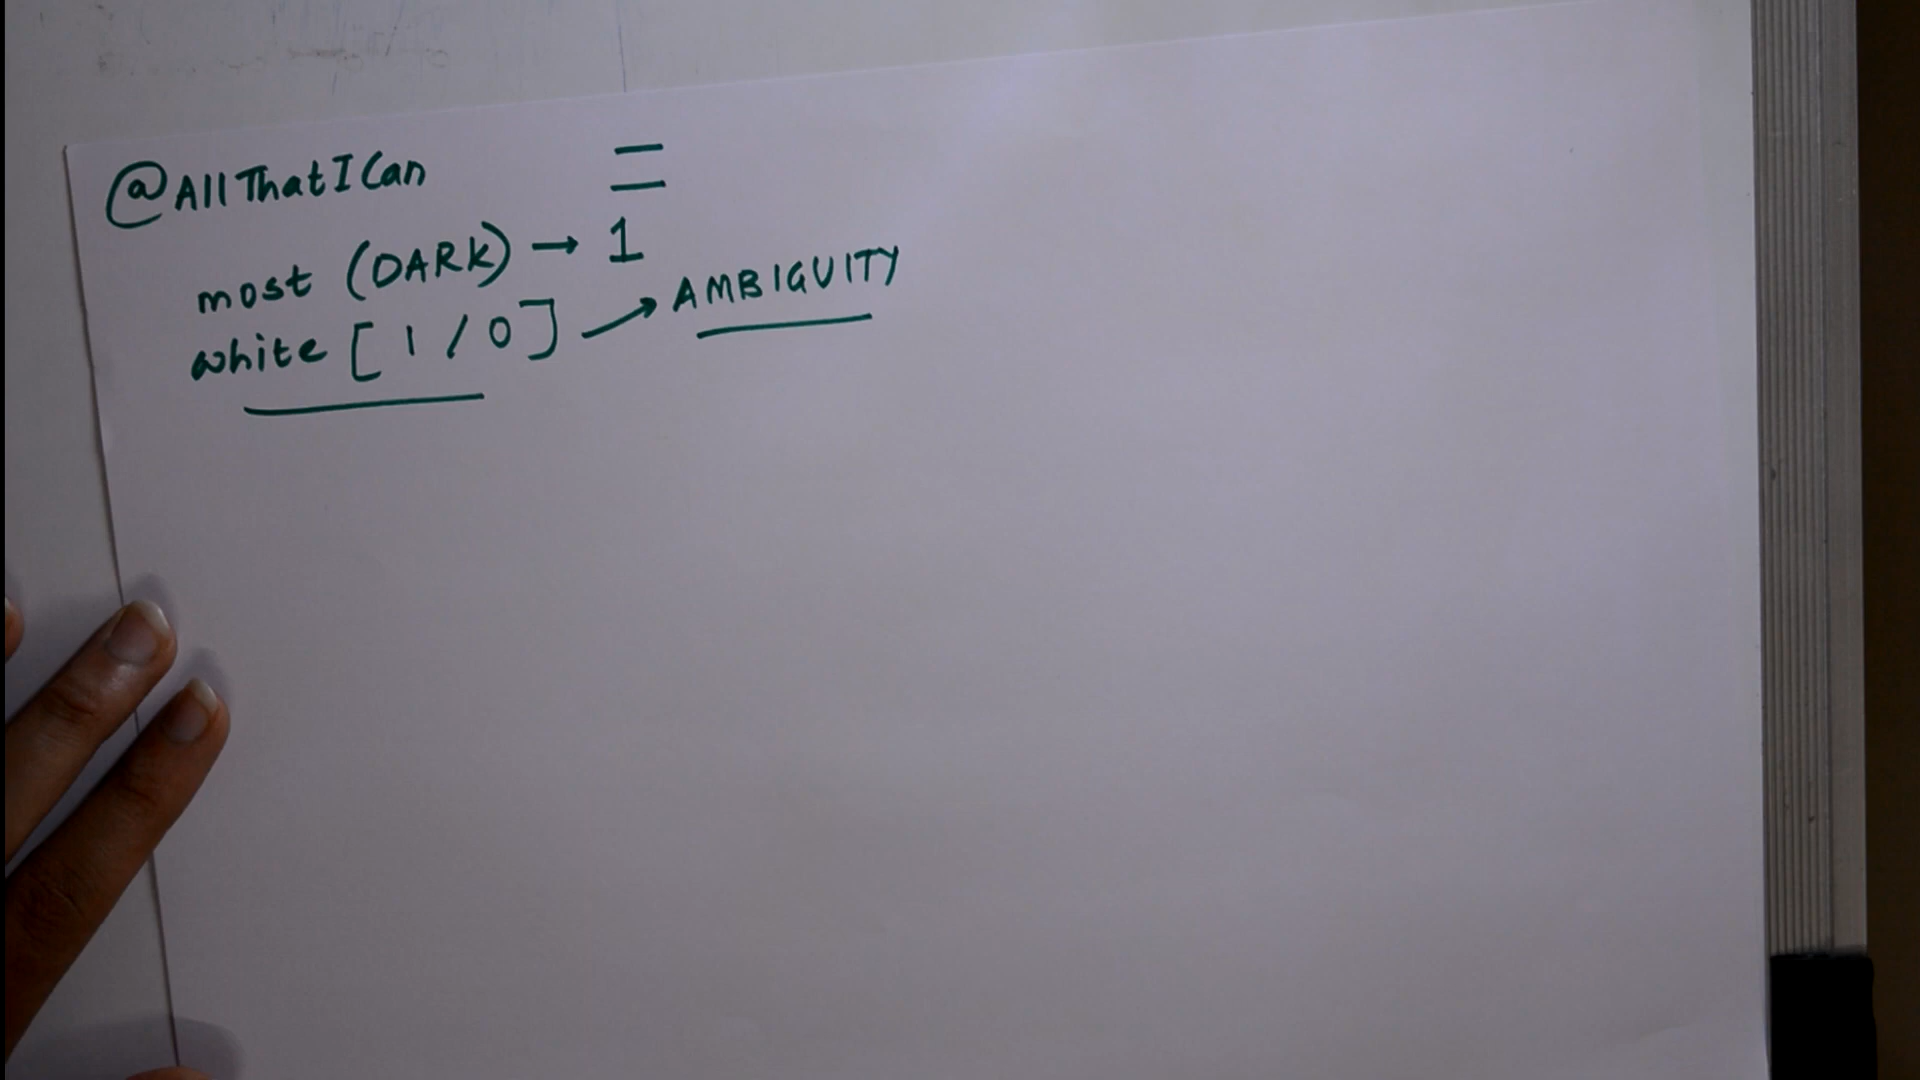 @AllThatICan =
most (DARK) → 1
white [1/0] → AMBIGUITY